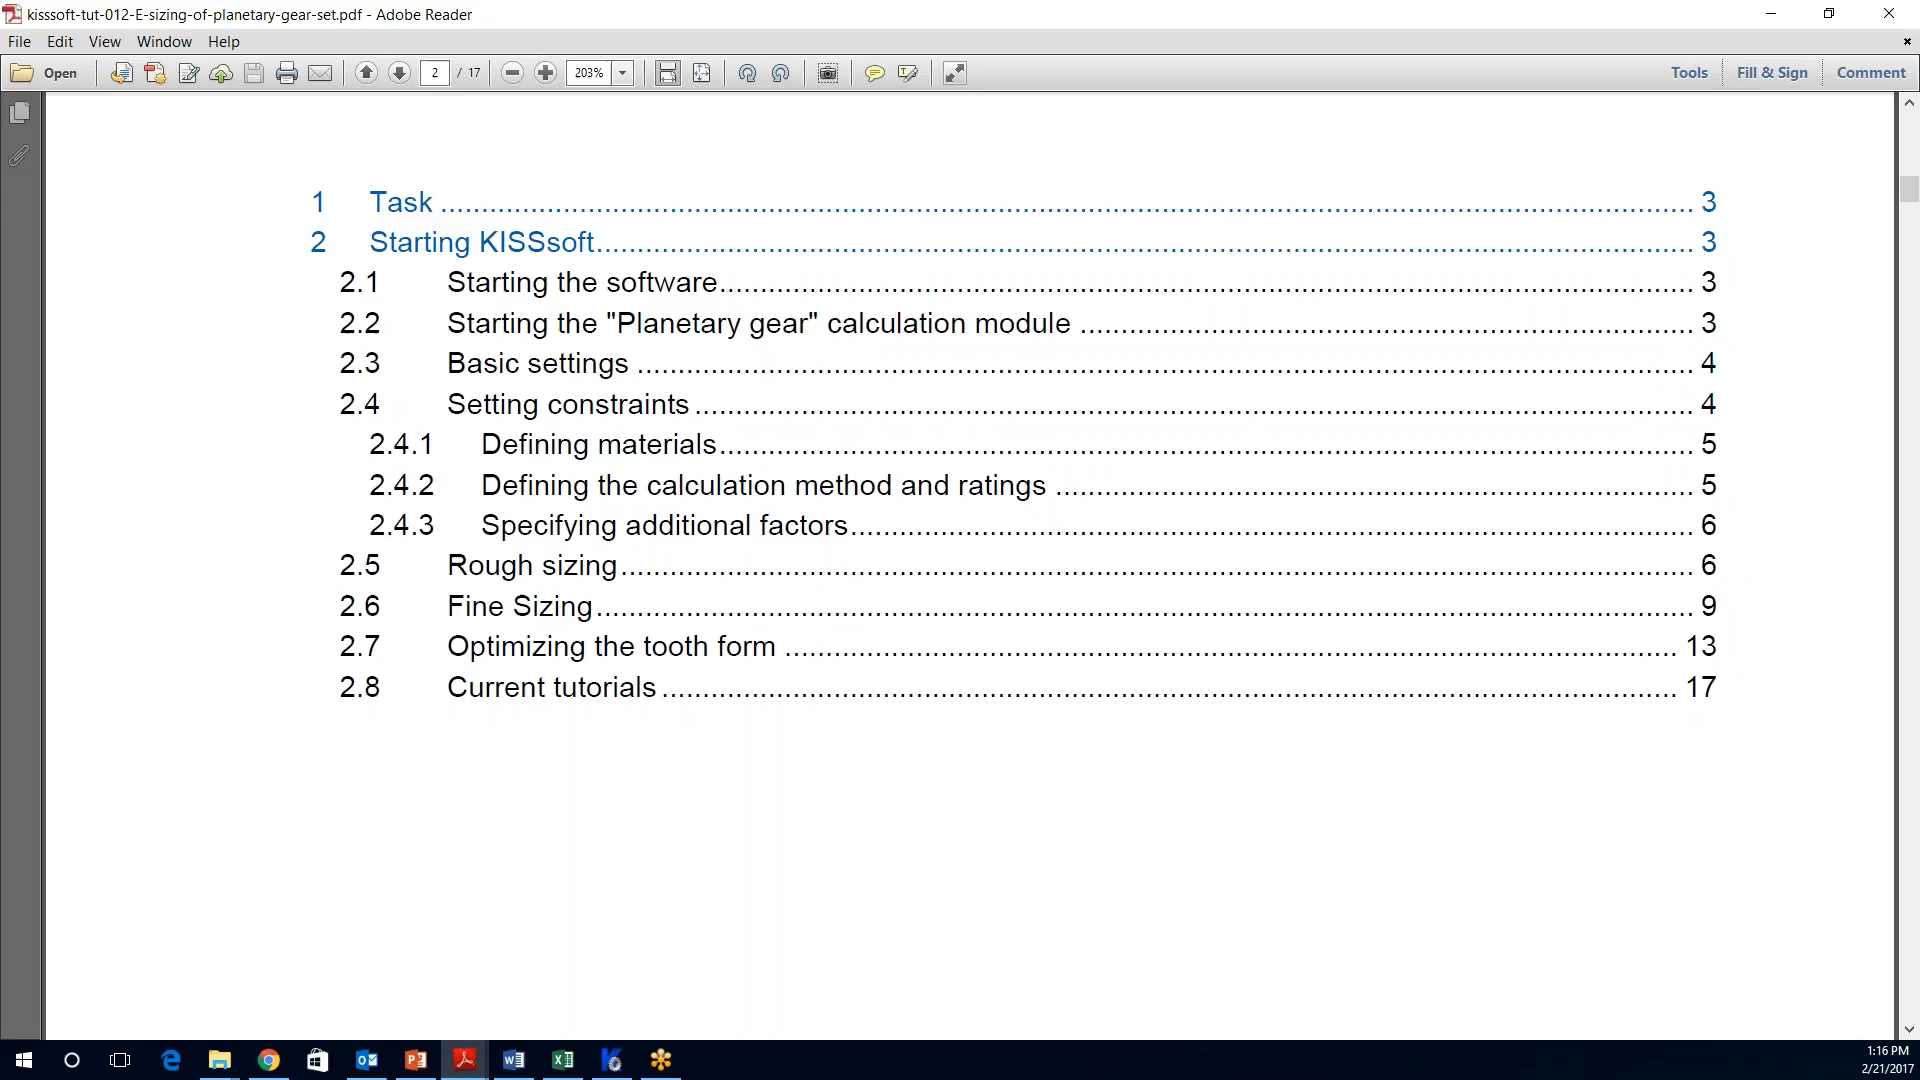 kisssoft-tut-012-E-sizing-of-planetary-gear-set.pdf - Adobe Reader
File Edit View Window Help
Open 2 / 17 203% Tools Fill & Sign Comment
1 Task ........................................................ 3
2 Starting KISSsoft........................................................ 3
2.1 Starting the software........................................................ 3
2.2 Starting the "Planetary gear" calculation module ........................................................ 3
2.3 Basic settings ........................................................ 4
2.4 Setting constraints ........................................................ 4
2.4.1 Defining materials........................................................ 5
2.4.2 Defining the calculation method and ratings ........................................................ 5
2.4.3 Specifying additional factors........................................................ 6
2.5 Rough sizing........................................................ 6
2.6 Fine Sizing........................................................ 9
2.7 Optimizing the tooth form ........................................................ 13
2.8 Current tutorials ........................................................ 17
1:16 PM
2/21/2017